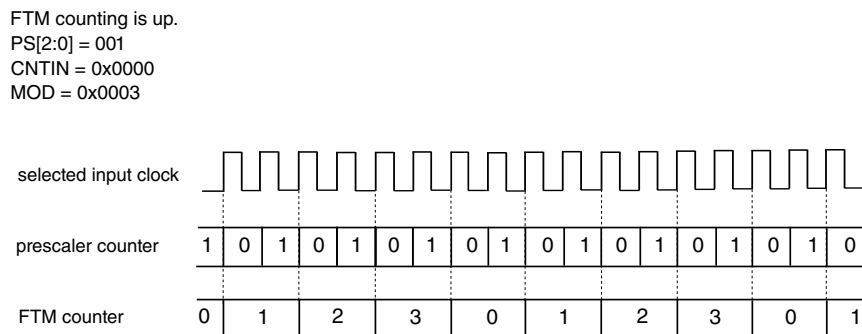 FTM counting is up.
PS[2:0] = 001
CNTIN = 0x0000
MOD = 0x0003
selected input clock
prescaler counter 1 0 1 0 1 0 1 0 1 0 1 0 1 0 1 0 1 0
FTM counter 0 1 2 3 0 1 2 3 0 1